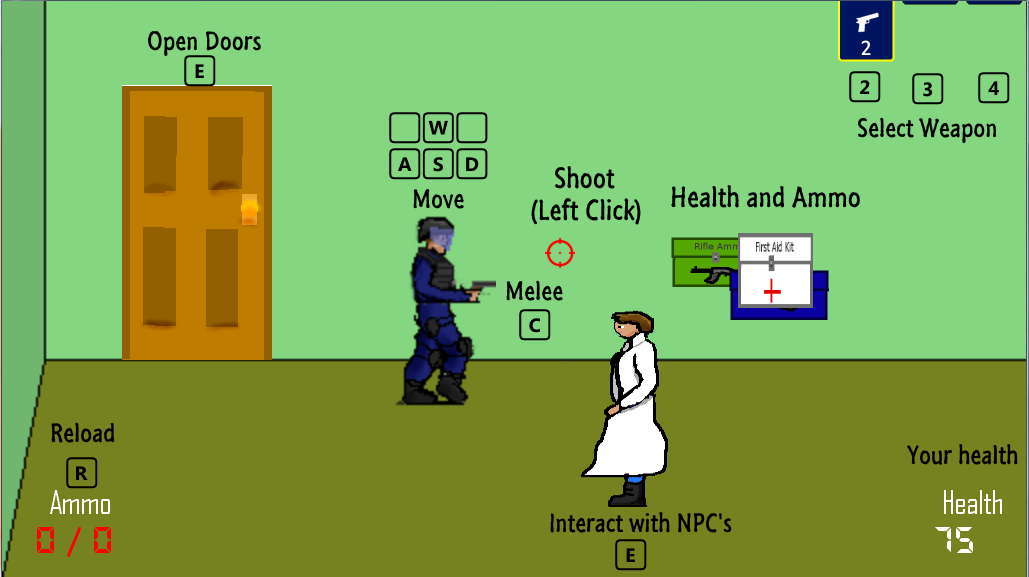 Open Doors
E
2
2 3 4
Select Weapon
W
A S D
Move
Shoot
(Left Click)
Health and Ammo
Rifle Amm
First Aid Kit
Melee
C
Reload
R
Ammo
0 / 0
Your health
Health
75
Interact with NPC's
E